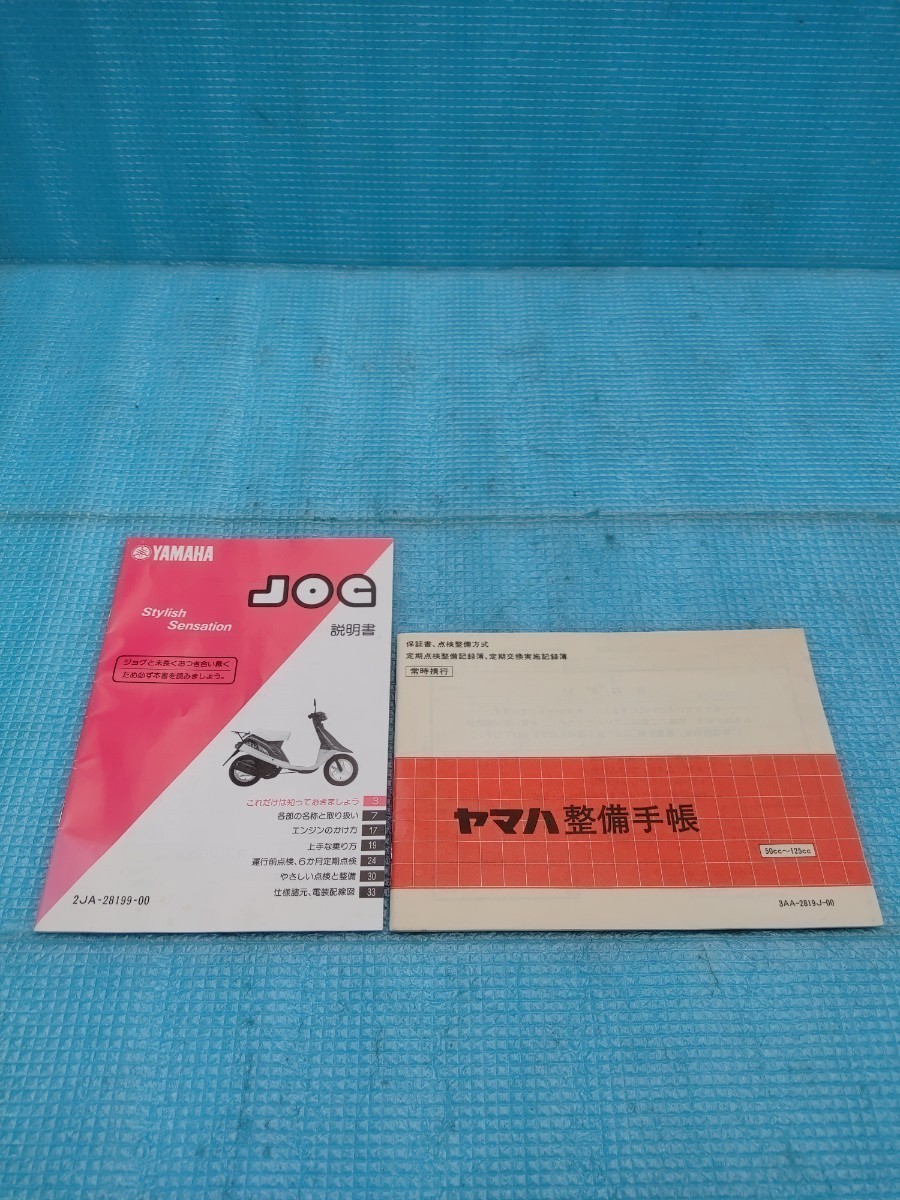 YAMAHA
JOG
Stylish
Sensation
説明書
ジョグと末長くおつき合い戴く
ため必ず本書を読みましょう。
これだけは知っておきましょう 3
各部の名称と取り扱い 7
エンジンのかけ方 17
上手な乗り方 19
運行前点検、6か月定期点検 24
やさしい点検と整備 30
仕様諸元、電装配線図 33
2JA-28199-00
保証書、点検整備方式
定期点検整備記録簿、定期交換実施記録簿
常時携行
ヤマハ整備手帳
50cc～125cc
3AA-2819J-00